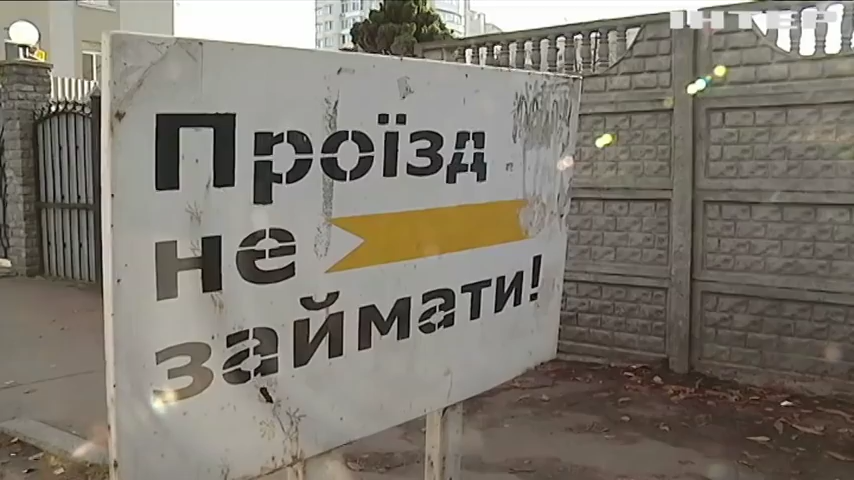 ІНТЕР
Проїзд
не
займати!